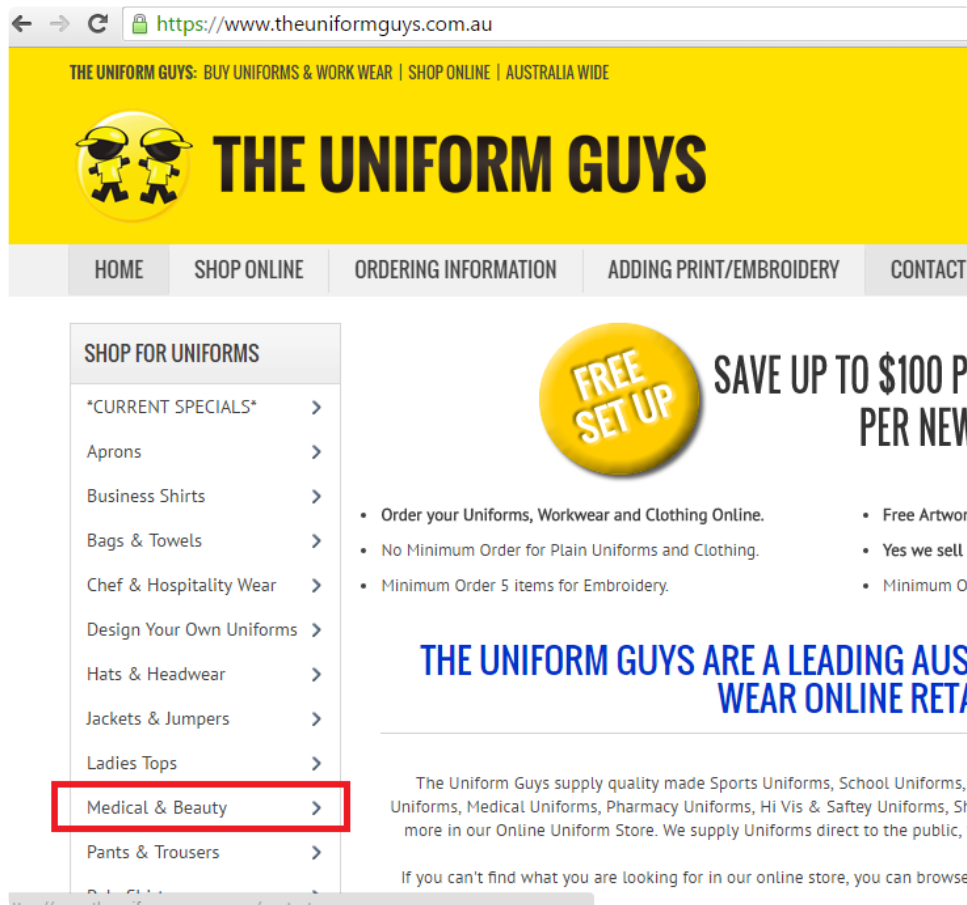 https://www.theuniformguys.com.au
THE UNIFORM GUYS: BUY UNIFORMS & WORK WEAR | SHOP ONLINE | AUSTRALIA WIDE
THE UNIFORM GUYS
HOME SHOP ONLINE ORDERING INFORMATION ADDING PRINT/EMBROIDERY CONTACT
SHOP FOR UNIFORMS
*CURRENT SPECIALS*
Aprons
Business Shirts
Bags & Towels
Chef & Hospitality Wear
Design Your Own Uniforms
Hats & Headwear
Jackets & Jumpers
Ladies Tops
Medical & Beauty
Pants & Trousers
FREE
SET UP
SAVE UP TO $100 P
PER NEW
• Order your Uniforms, Workwear and Clothing Online.
• No Minimum Order for Plain Uniforms and Clothing.
• Minimum Order 5 items for Embroidery.
• Free Artwor
• Yes we sell
• Minimum O
THE UNIFORM GUYS ARE A LEADING AUS
WEAR ONLINE RETA
The Uniform Guys supply quality made Sports Uniforms, School Uniforms,
Uniforms, Medical Uniforms, Pharmacy Uniforms, Hi Vis & Saftey Uniforms, Sh
more in our Online Uniform Store. We supply Uniforms direct to the public,
If you can't find what you are looking for in our online store, you can browse